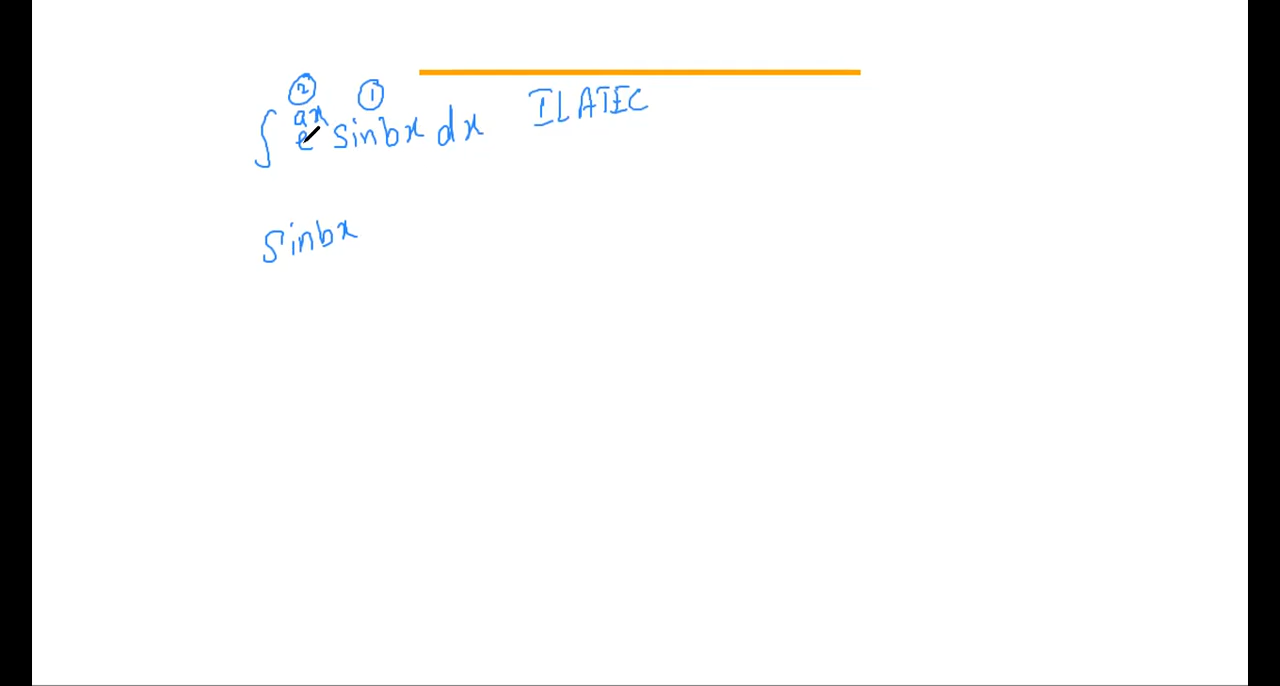 ② ①
∫ e^{ax} sinbx dx ILATEC
sinbx